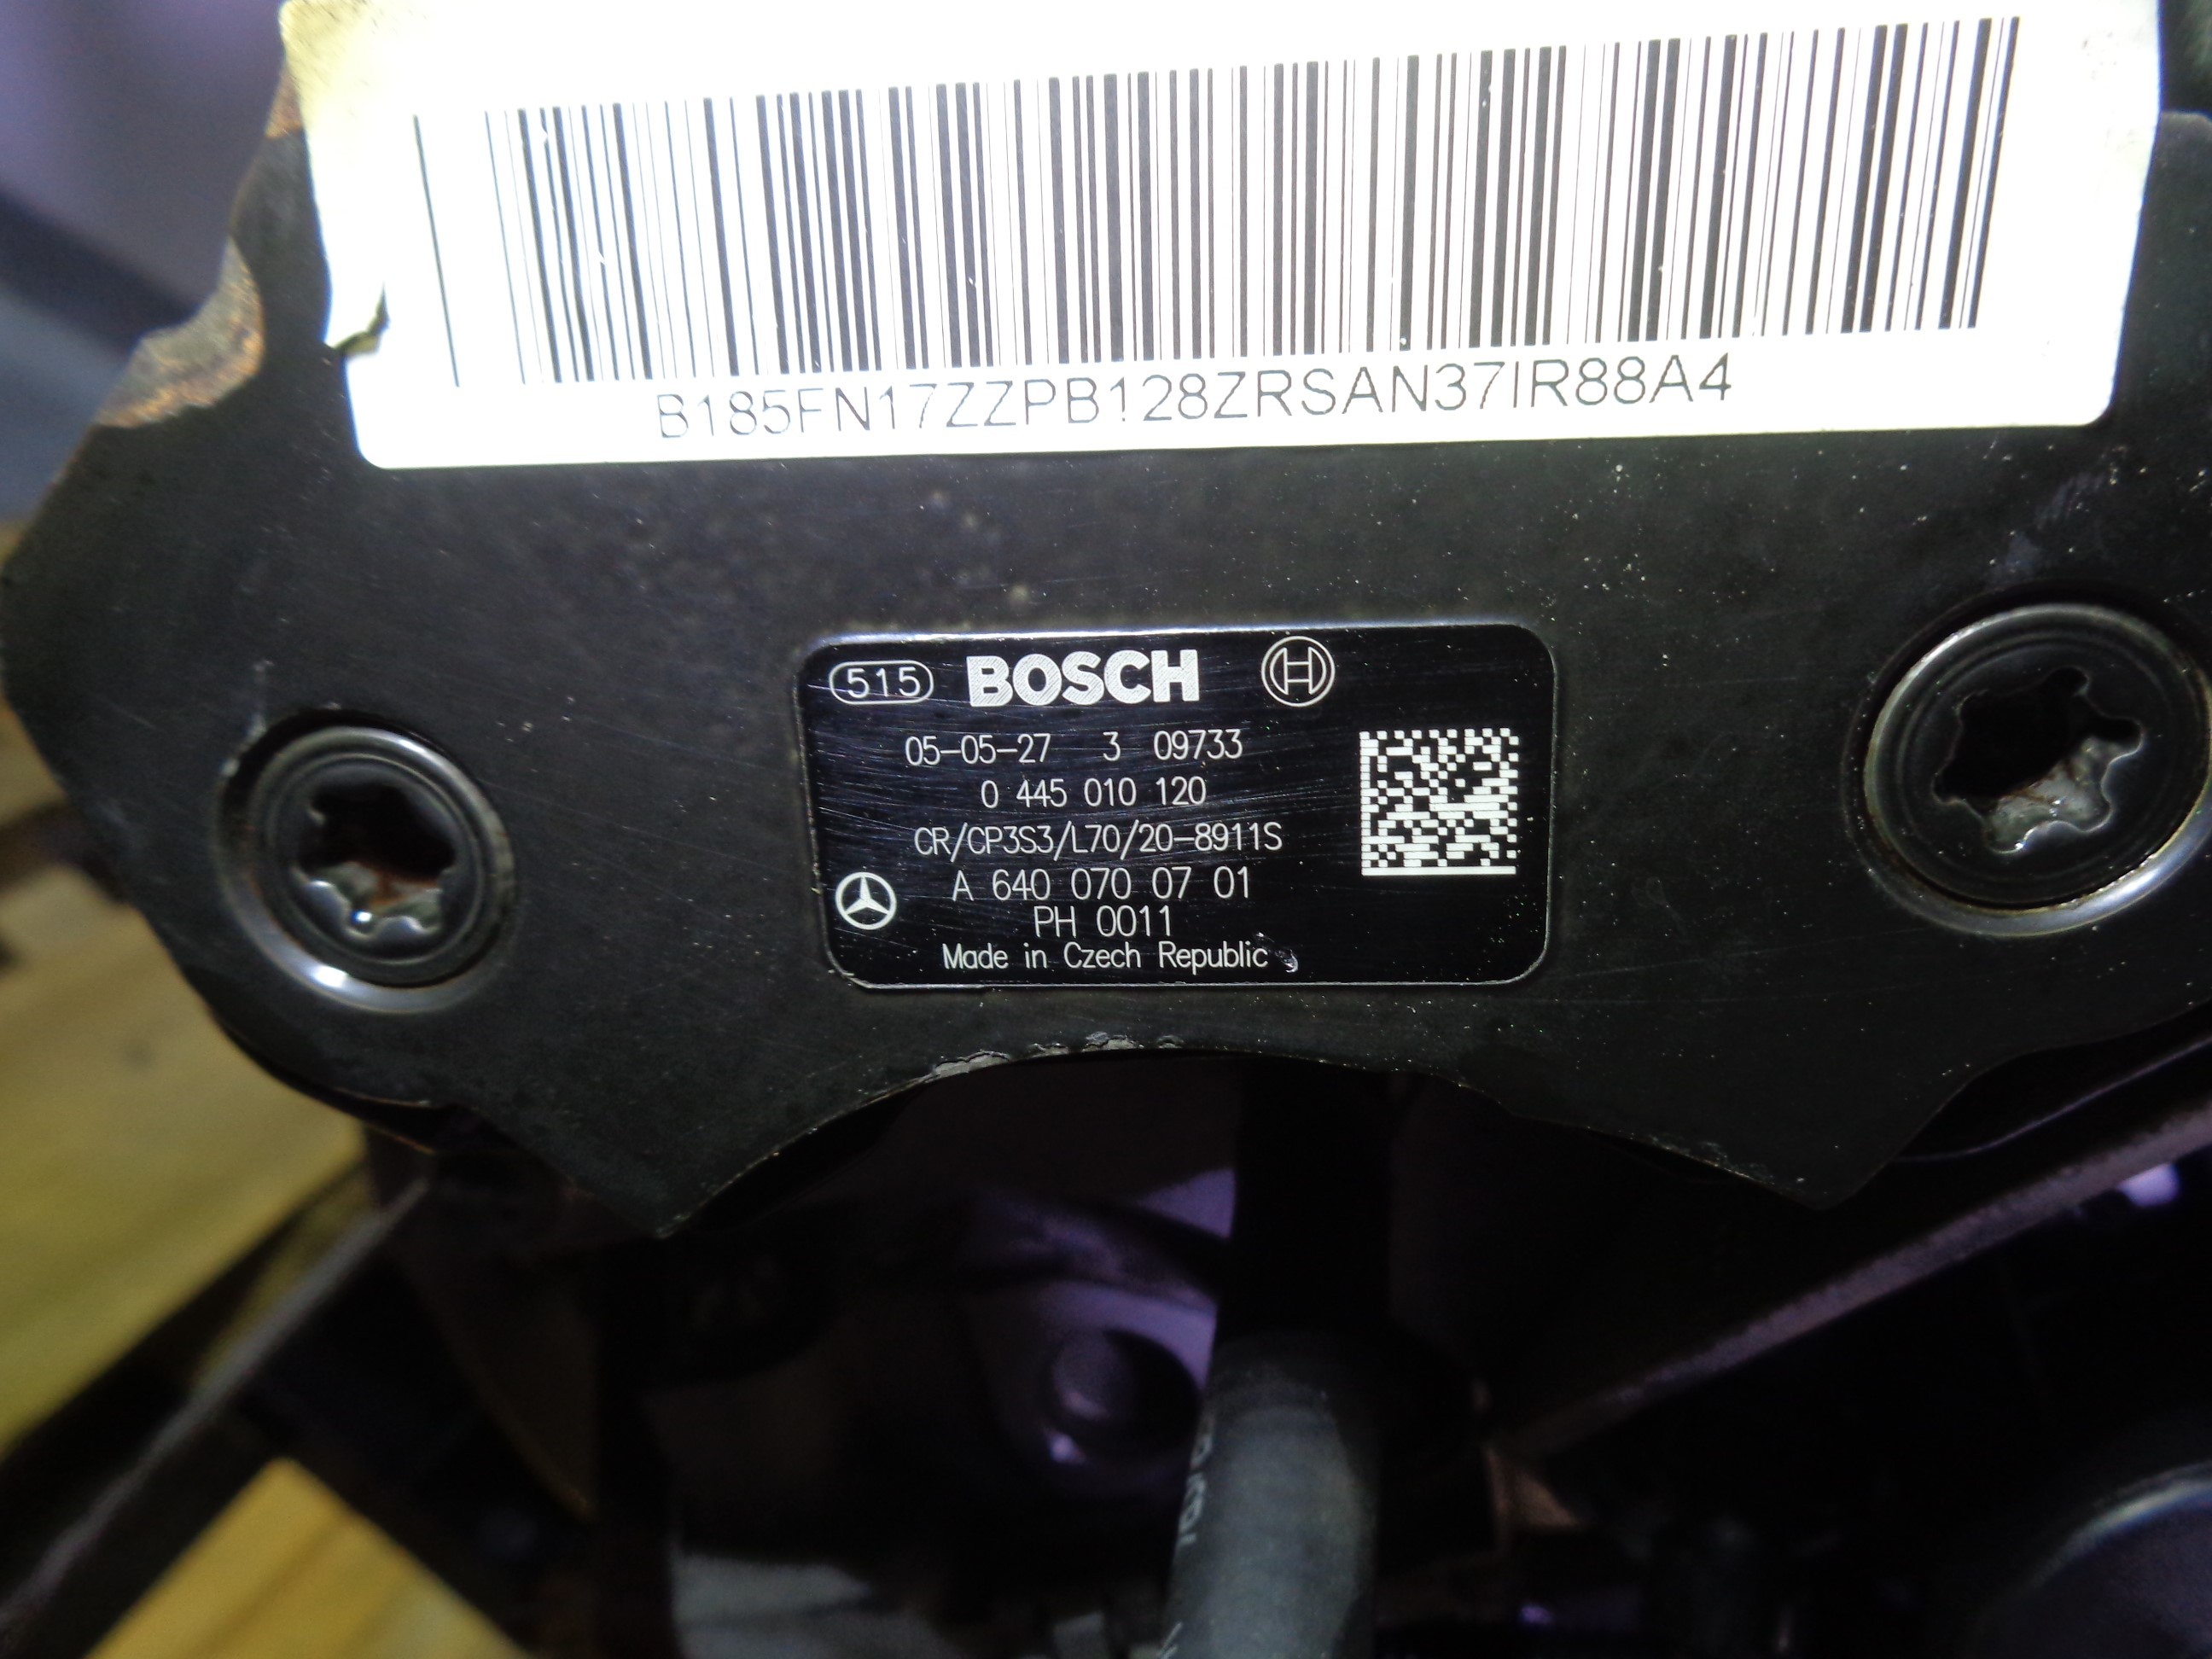 B185FN17ZZPB128ZRSAN37IR88A4
515 BOSCH
05-05-27 3 09733
0 445 010 120
CR/CP3S3/L70/20-8911S
A 640 070 07 01
PH 0011
Made in Czech Republic